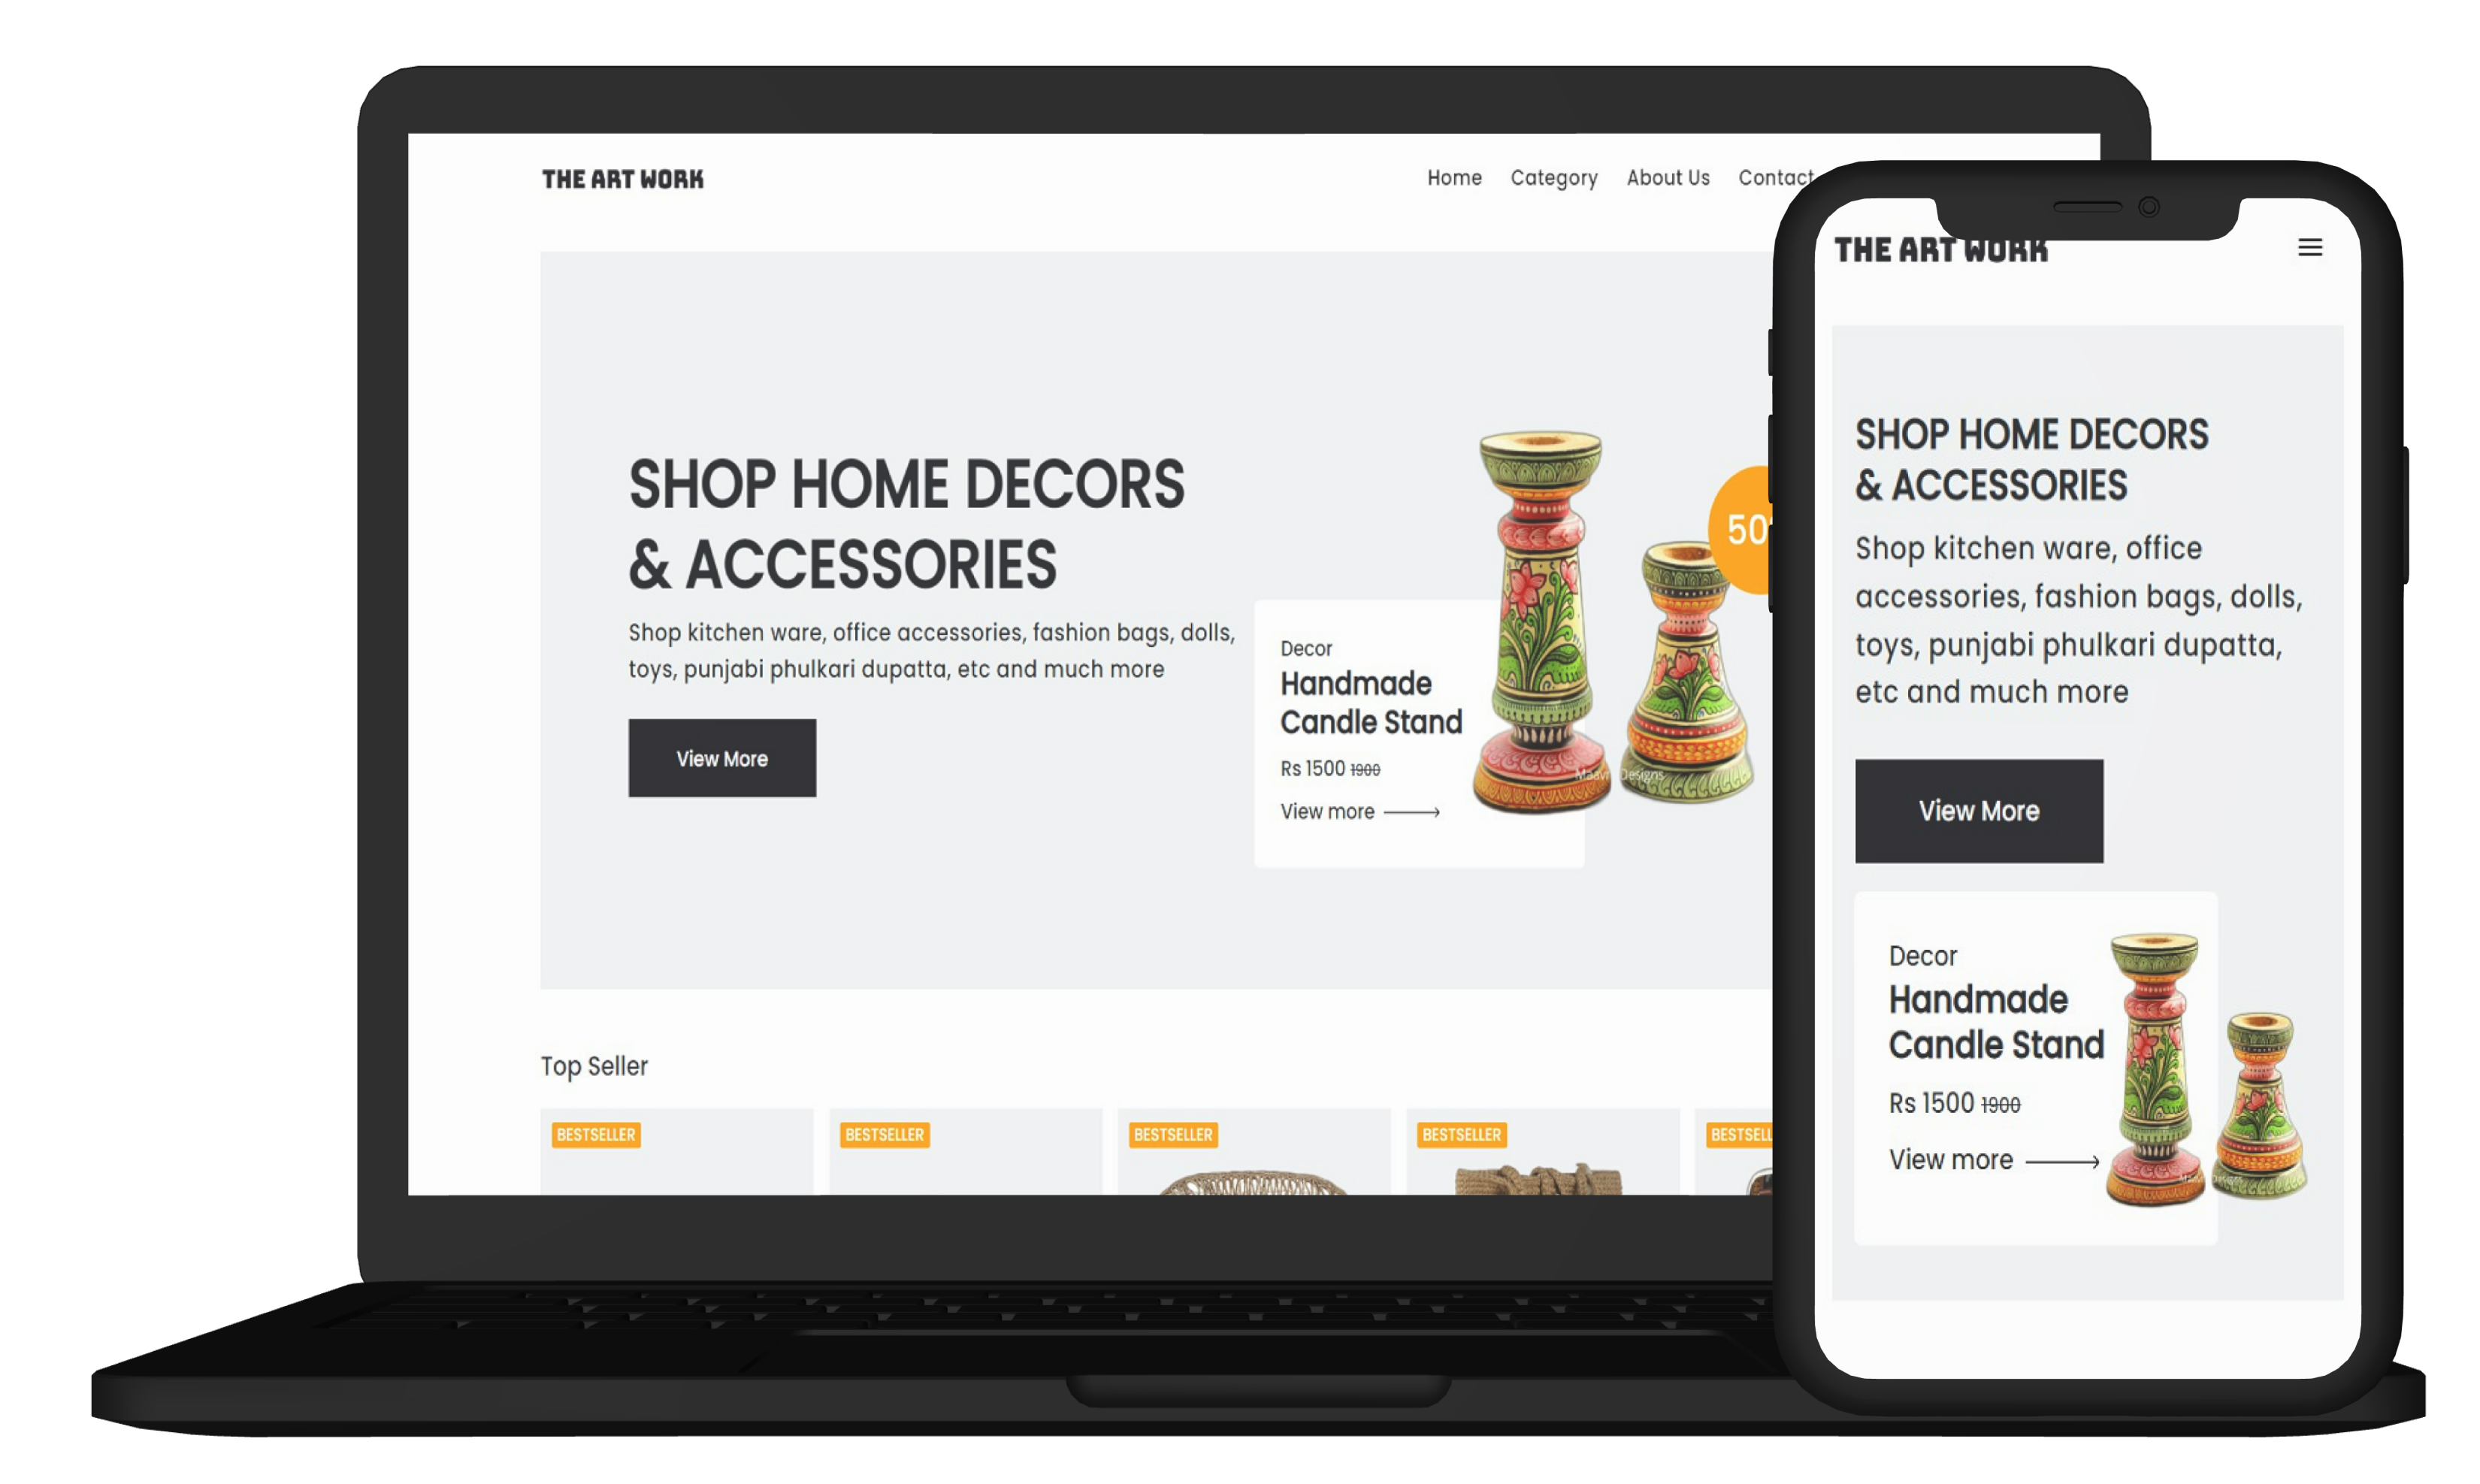 THE ART WORK
Home Category About Us Contact
SHOP HOME DECORS
& ACCESSORIES
Shop kitchen ware, office accessories, fashion bags, dolls,
toys, punjabi phulkari dupatta, etc and much more
View More
Decor
Handmade
Candle Stand
Rs 1500 1900
View more
50
Designs
Top Seller
BESTSELLER BESTSELLER BESTSELLER BESTSELLER BESTSELL
THE ART WORK
SHOP HOME DECORS
& ACCESSORIES
Shop kitchen ware, office
accessories, fashion bags, dolls,
toys, punjabi phulkari dupatta,
etc and much more
View More
Decor
Handmade
Candle Stand
Rs 1500 1900
View more